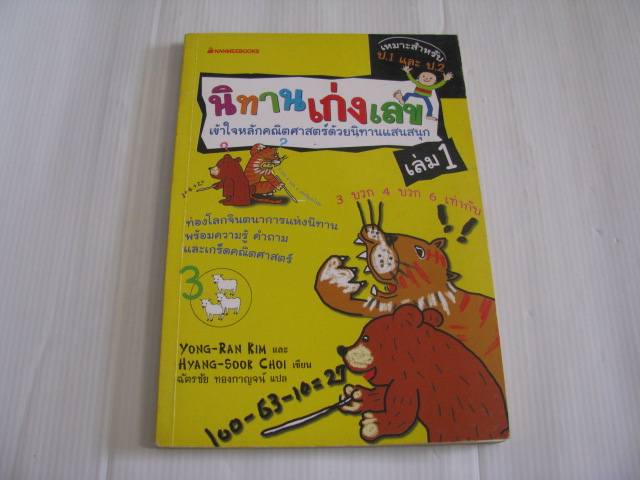 NANMEEBOOKS
เหมาะสำหรับ
ป.1 และ ป.2
นิทานเก่งเลข
เข้าใจหลักคณิตศาสตร์ด้วยนิทานแสนสนุก
เล่ม 1
3 บวก 4 บวก 6 เท่ากับ
!!
ท่องโลกจินตนาการแห่งนิทาน
พร้อมความรู้ คำถาม
และเกร็ดคณิตศาสตร์
3
YONG-RAN KIM และ
HYANG-SOOK CHOI เขียน
ฉัตรชัย ทองกาญจน์ แปล
100-63-10=27